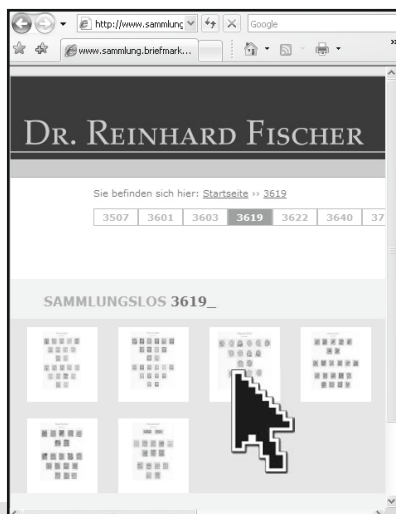 http://www.sammlung
Google
www.sammlung.briefmark...
DR. REINHARD FISCHER
Sie befinden sich hier: Startseite ›› 3619
3507 3601 3603 3619 3622 3640 37
SAMMLUNGSLOS 3619_